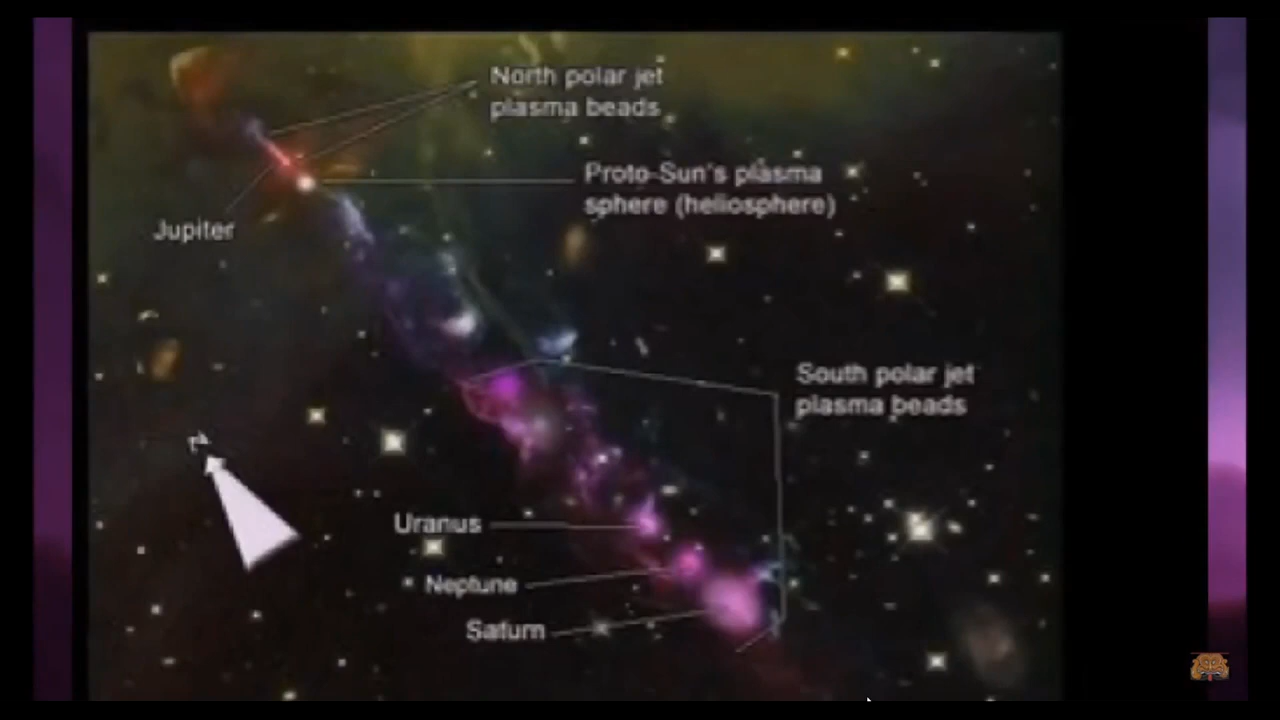 North polar jet
plasma beads
Proto-Sun's plasma
sphere (heliosphere)
Jupiter
South polar jet
plasma beads
Uranus
Neptune
Saturn